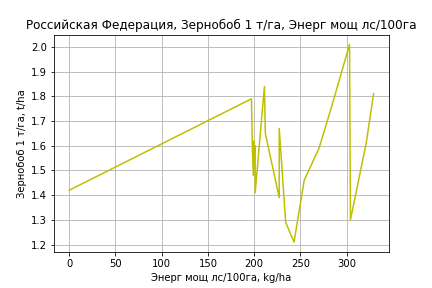 Российская Федерация, Зернобоб 1 т/га, Энерг мощ лс/100га
2.0
1.9
1.8
1.7
1.6
1.5
1.4
1.3
1.2
Зернобоб 1 т/га, t/ha
0 50 100 150 200 250 300
Энерг мощ лс/100га, kg/ha